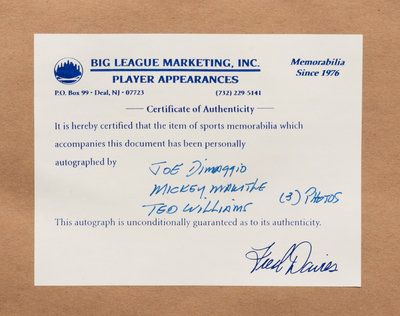 BIG LEAGUE MARKETING, INC.
PLAYER APPEARANCES
Memorabilia
Since 1976
P.O. Box 99 • Deal, NJ • 07723 (732) 229-5141
Certificate of Authenticity
It is hereby certified that the item of sports memorabilia which
accompanies this document has been personally
autographed by
JOE DIMAGGIO
MICKEY MANTLE (3) PHOTOS
TED WILLIAMS
This autograph is unconditionally guaranteed as to its authenticity.
Fred Davies